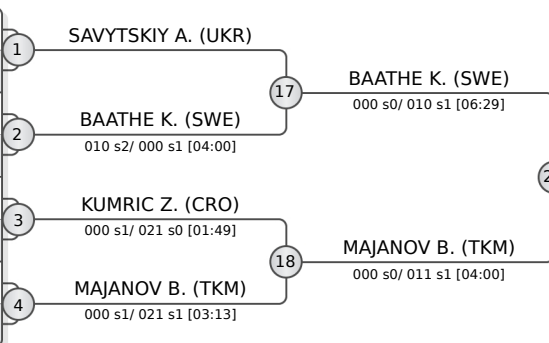 SAVYTSKIY A. (UKR)
1
17
BAATHE K. (SWE)
000 s0/ 010 s1 [06:29]
BAATHE K. (SWE)
2
010 s2/ 000 s1 [04:00]
KUMRIC Z. (CRO)
3
000 s1/ 021 s0 [01:49]
18
MAJANOV B. (TKM)
000 s0/ 011 s1 [04:00]
MAJANOV B. (TKM)
4
000 s1/ 021 s1 [03:13]